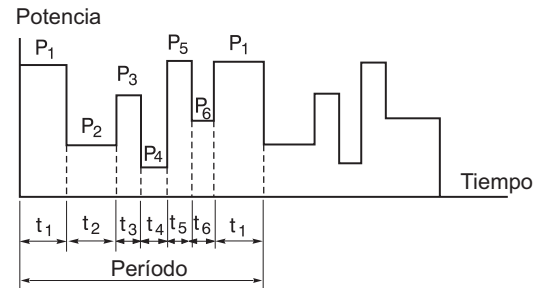 Potencia
P1
P2
P3
P4
P5
P6
P1
Tiempo
t1 t2 t3 t4 t5 t6 t1
Período